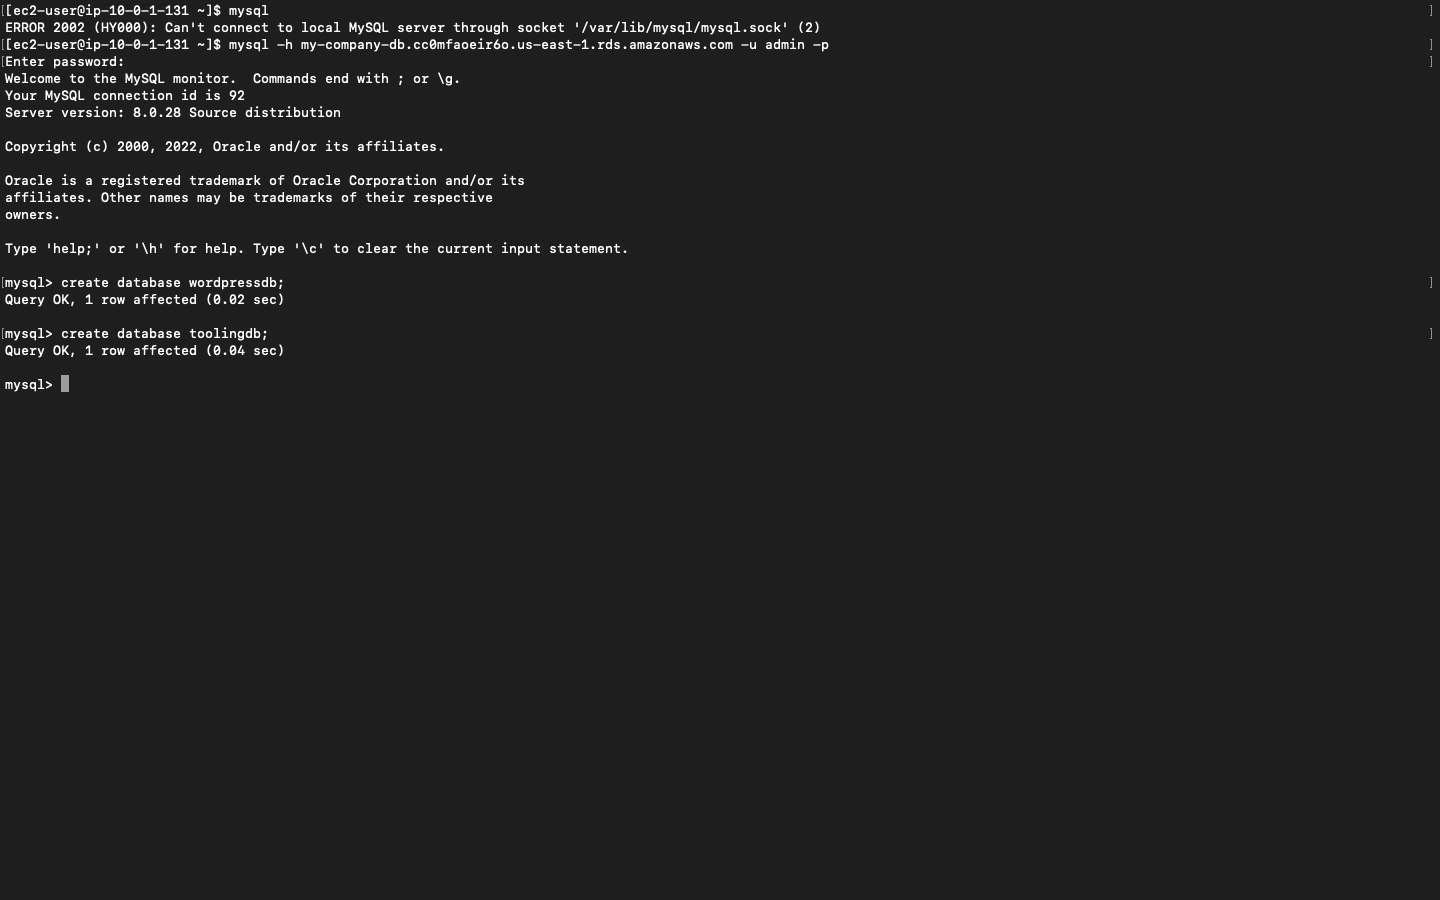 [[ec2-user@ip-10-0-1-131 ~]$ mysql ]
ERROR 2002 (HY000): Can't connect to local MySQL server through socket '/var/lib/mysql/mysql.sock' (2)
[[ec2-user@ip-10-0-1-131 ~]$ mysql -h my-company-db.cc0mfaoeir6o.us-east-1.rds.amazonaws.com -u admin -p ]
[Enter password: ]
Welcome to the MySQL monitor.  Commands end with ; or \g.
Your MySQL connection id is 92
Server version: 8.0.28 Source distribution

Copyright (c) 2000, 2022, Oracle and/or its affiliates.

Oracle is a registered trademark of Oracle Corporation and/or its
affiliates. Other names may be trademarks of their respective
owners.

Type 'help;' or '\h' for help. Type '\c' to clear the current input statement.

[mysql> create database wordpressdb; ]
Query OK, 1 row affected (0.02 sec)

[mysql> create database toolingdb; ]
Query OK, 1 row affected (0.04 sec)

mysql>